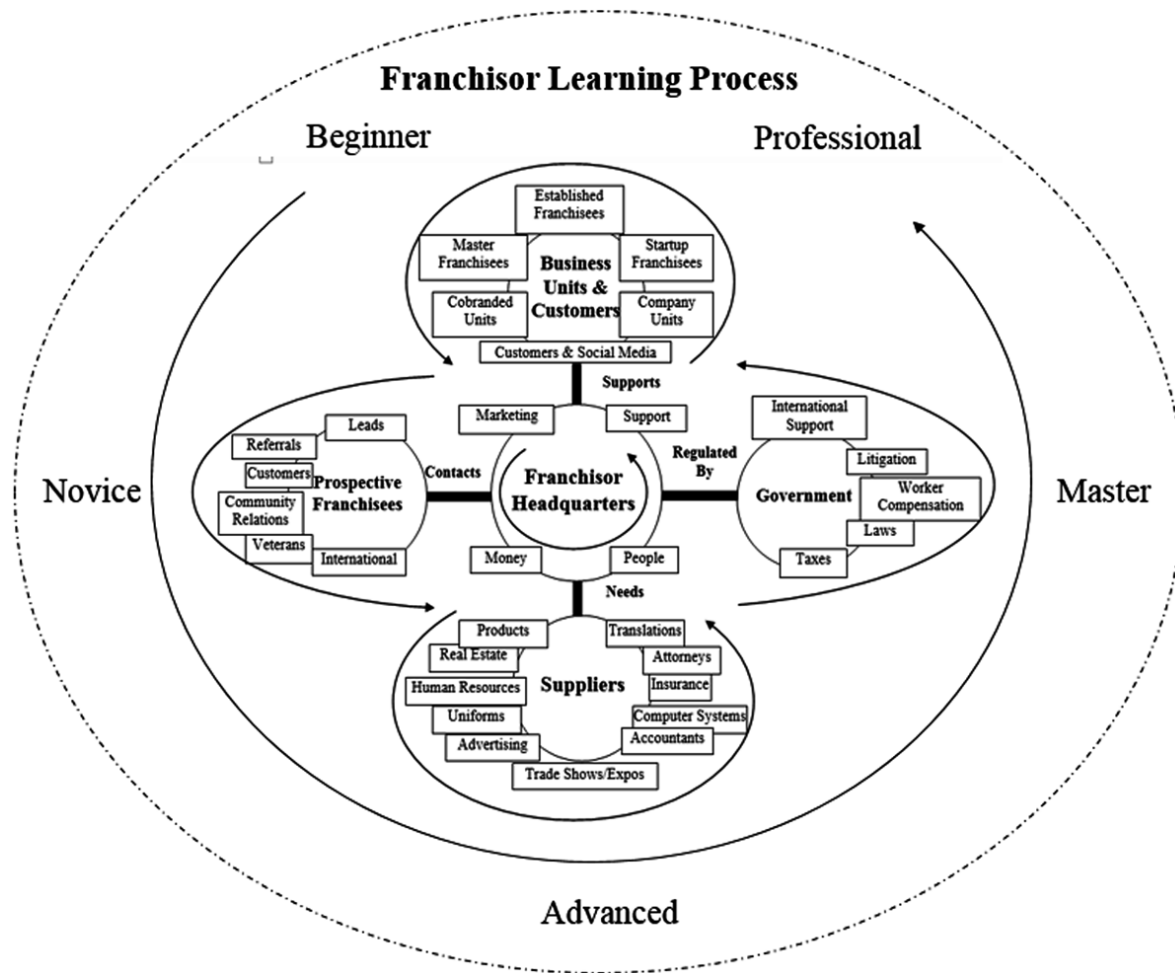 Franchisor Learning Process
Beginner
Professional
Established
Franchisees
Master
Franchisees
Startup
Franchisees
Business
Units &
Customers
Cobranded
Units
Company
Units
Customers & Social Media
Supports
Marketing
Support
International
Support
Leads
Referrals
Customers
Community
Relations
Veterans
International
Prospective
Franchisees
Contacts
Franchisor
Headquarters
Regulated
By
Government
Litigation
Worker
Compensation
Laws
Taxes
Novice
Master
Money
People
Needs
Products
Real Estate
Human Resources
Uniforms
Advertising
Suppliers
Translations
Attorneys
Insurance
Computer Systems
Accountants
Trade Shows/Expos
Advanced